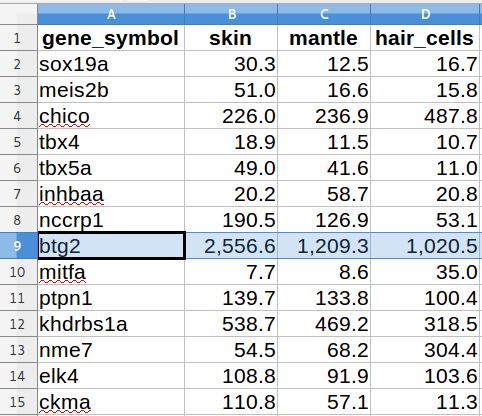 A B C D
1 gene_symbol skin mantle hair_cells
2 sox19a 30.3 12.5 16.7
3 meis2b 51.0 16.6 15.8
4 chico 226.0 236.9 487.8
5 tbx4 18.9 11.5 10.7
6 tbx5a 49.0 41.6 11.0
7 inhbaa 20.2 58.7 20.8
8 nccrp1 190.5 126.9 53.1
9 btg2 2,556.6 1,209.3 1,020.5
10 mitfa 7.7 8.6 35.0
11 ptpn1 139.7 133.8 100.4
12 khdrbs1a 538.7 469.2 318.5
13 nme7 54.5 68.2 304.4
14 elk4 108.8 91.9 103.6
15 ckma 110.8 57.1 11.3